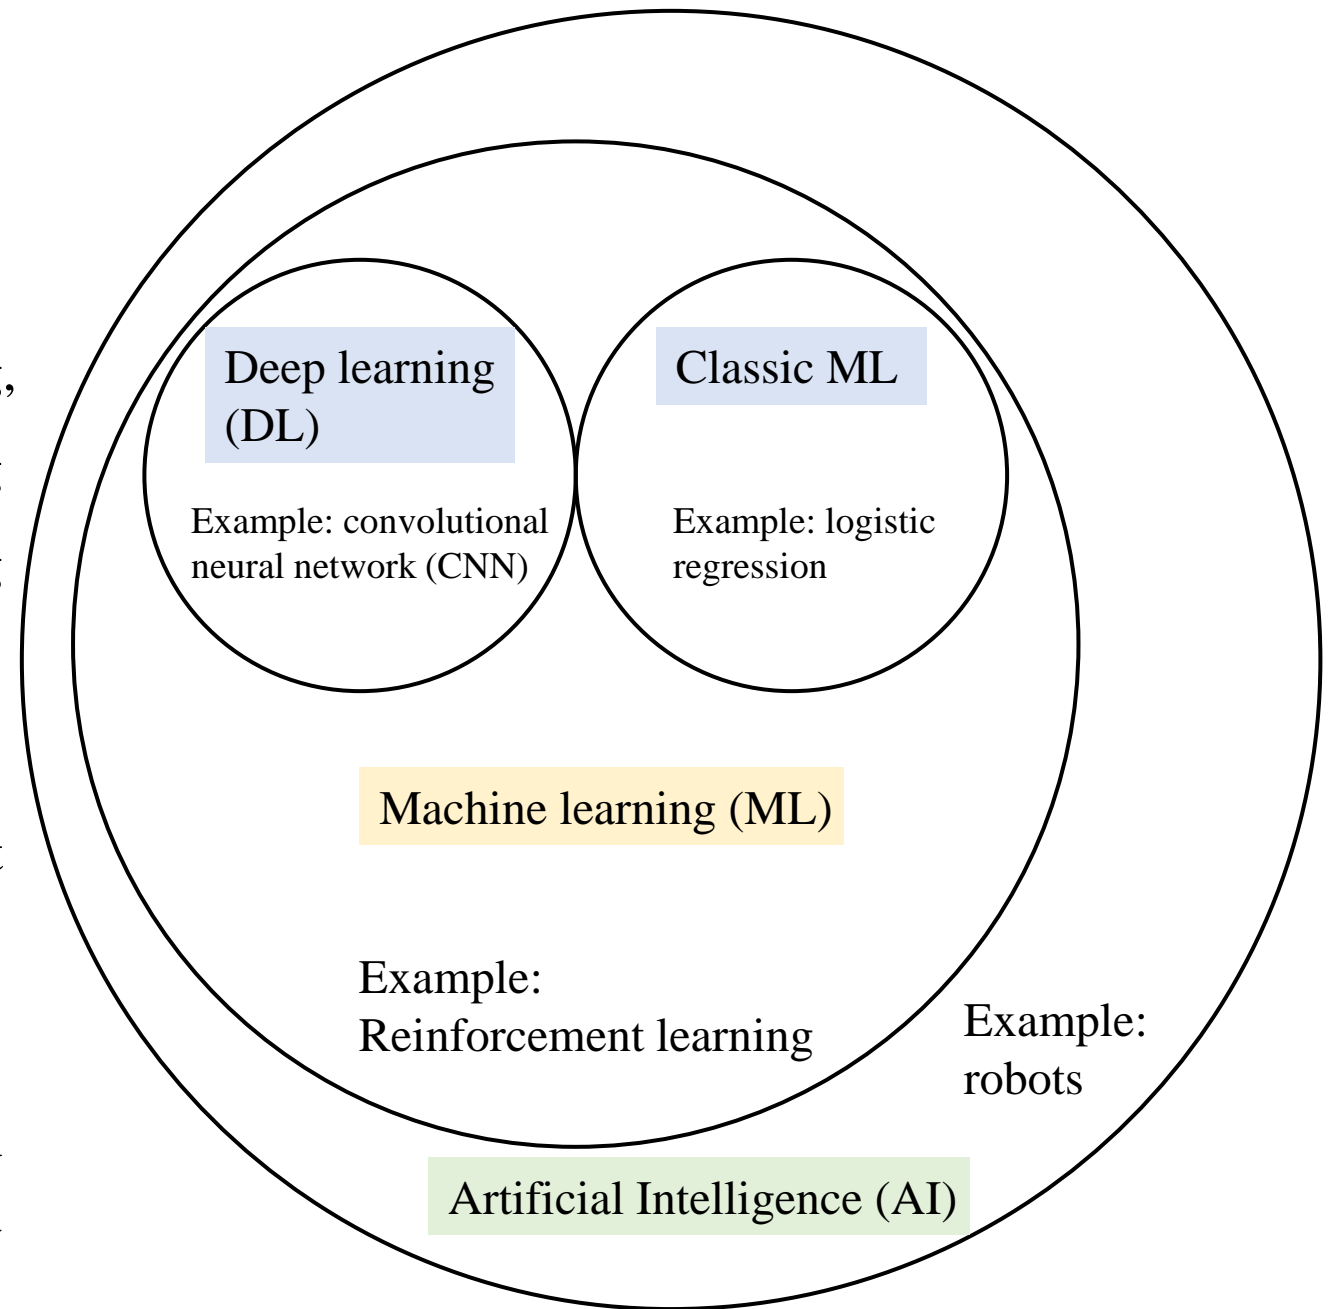 Deep learning
(DL)
Classic ML
Example: convolutional
neural network (CNN)
Example: logistic
regression
Machine learning (ML)
Example:
Reinforcement learning
Example:
robots
Artificial Intelligence (AI)